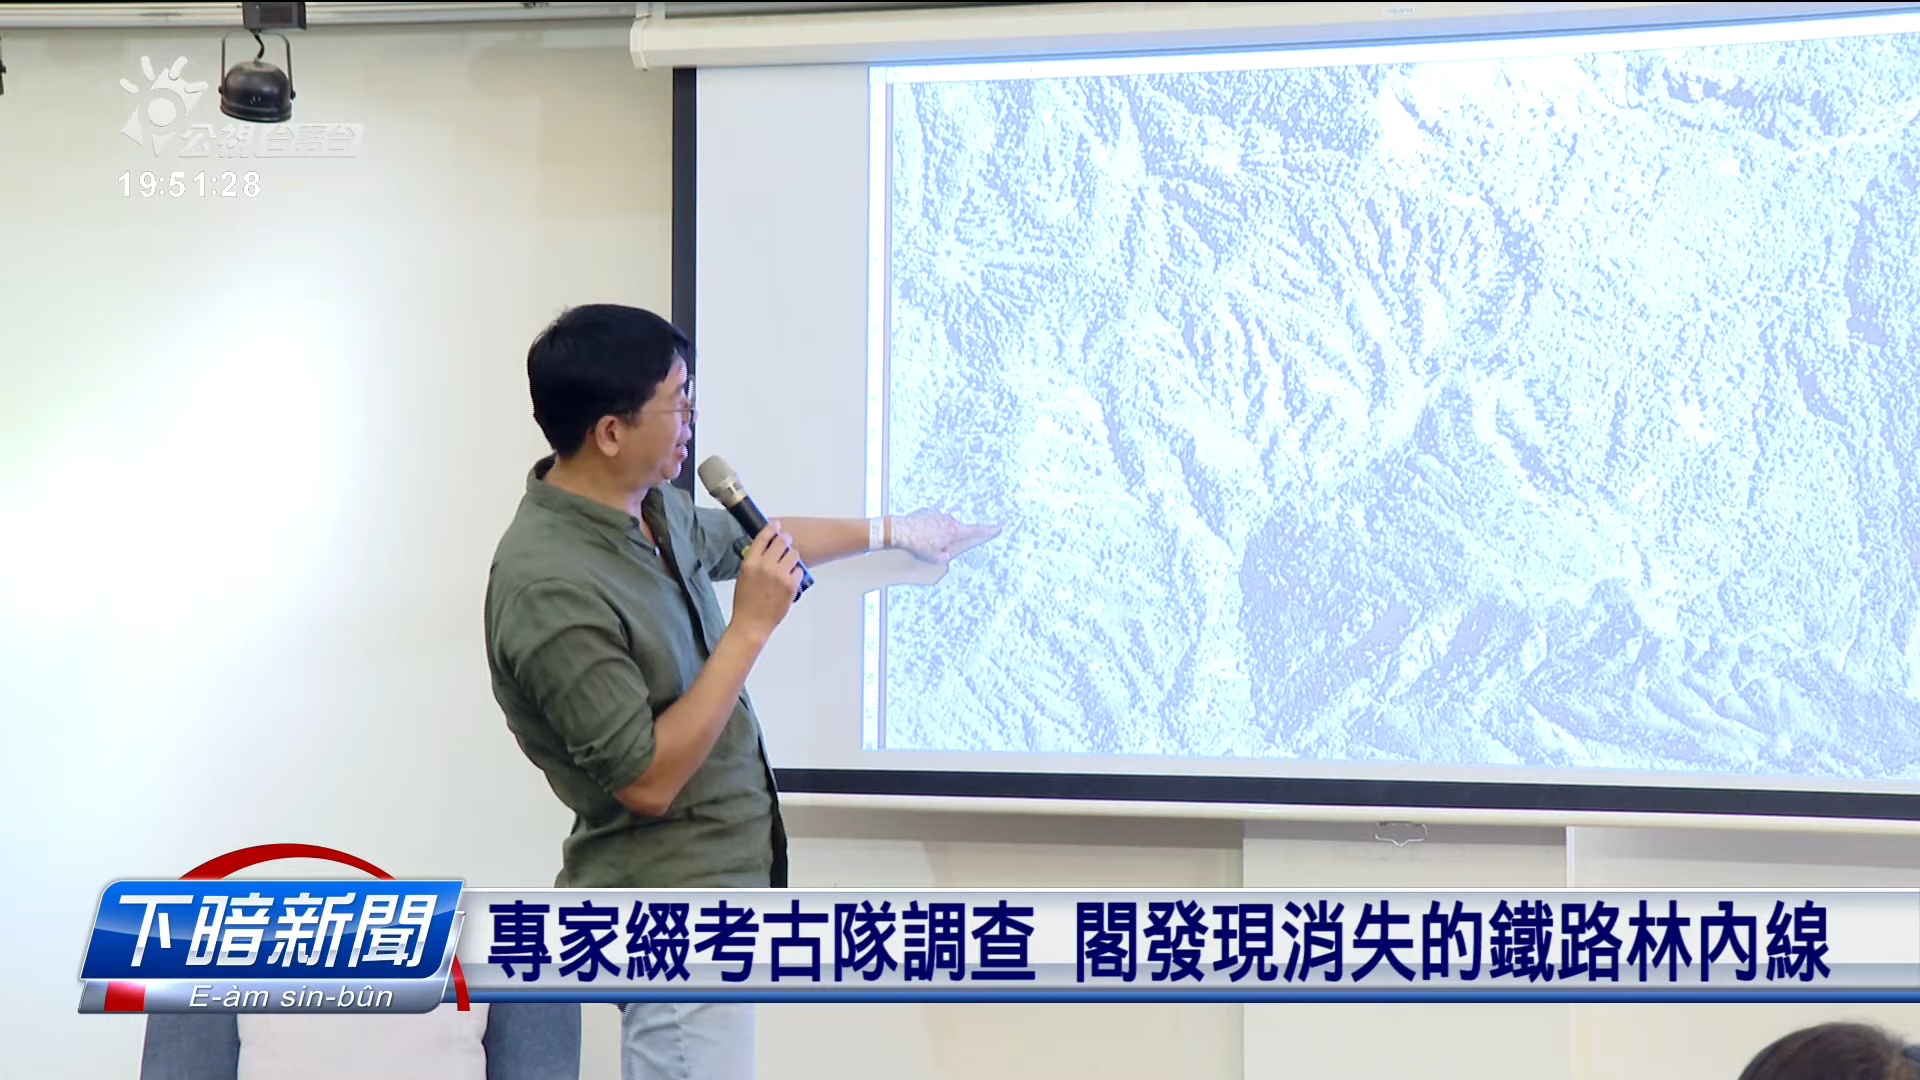 公視台語台
19:51:28
下暗新聞
E-àm sin-bûn
專家綴考古隊調查 閣發現消失的鐵路林內線